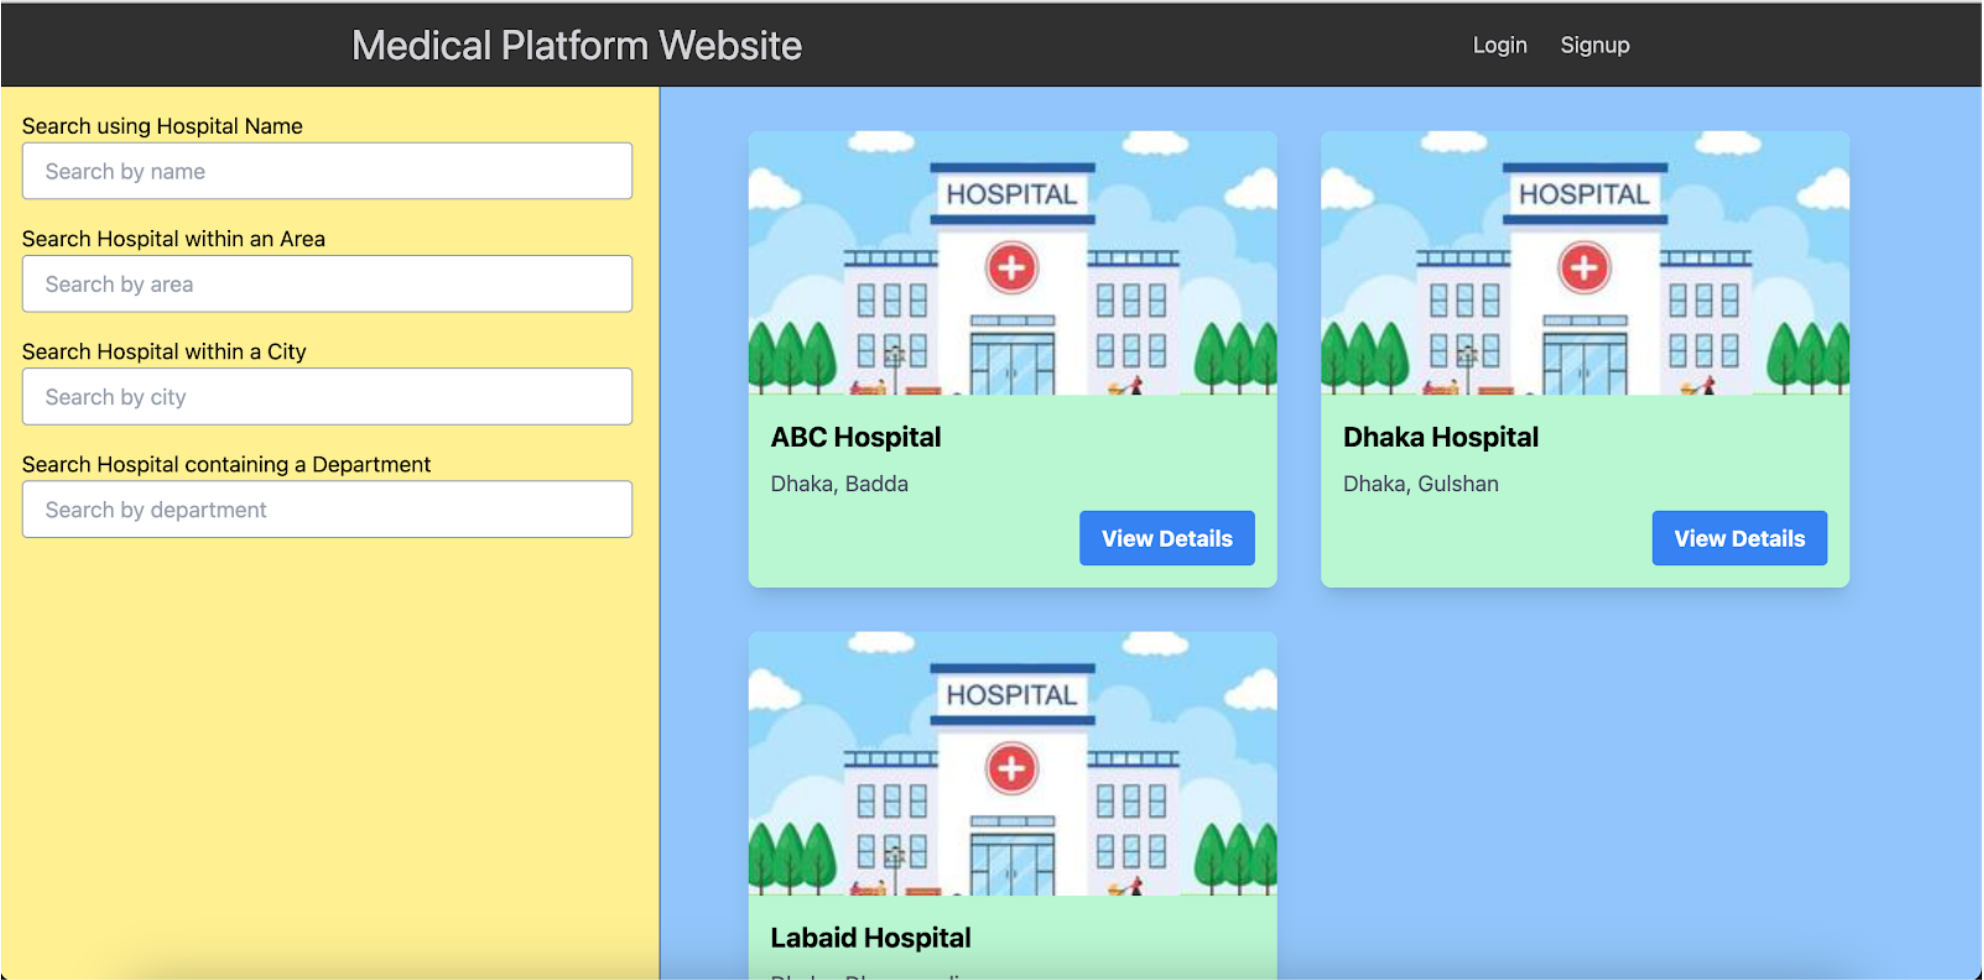 Medical Platform Website
Login Signup
Search using Hospital Name
Search by name
Search Hospital within an Area
Search by area
Search Hospital within a City
Search by city
Search Hospital containing a Department
Search by department
HOSPITAL
ABC Hospital
Dhaka, Badda
View Details
HOSPITAL
Dhaka Hospital
Dhaka, Gulshan
View Details
HOSPITAL
Labaid Hospital